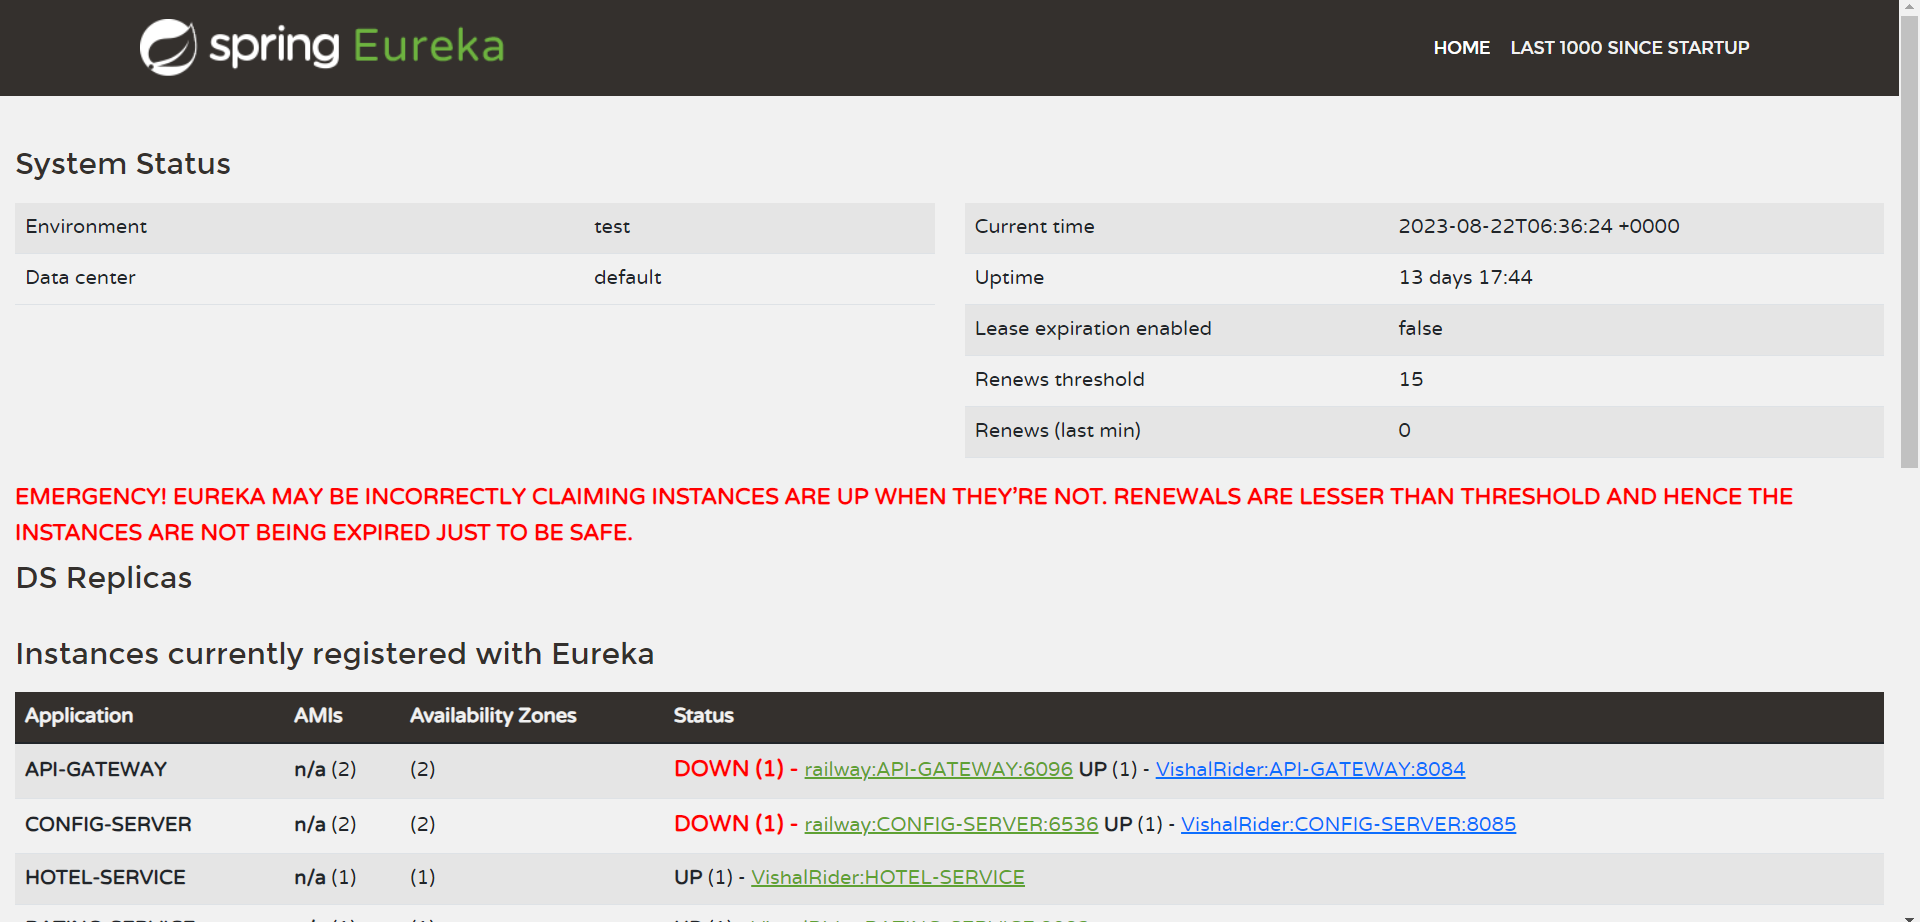 spring Eureka
HOME LAST 1000 SINCE STARTUP
System Status
Environment test
Data center default
Current time 2023-08-22T06:36:24 +0000
Uptime 13 days 17:44
Lease expiration enabled false
Renews threshold 15
Renews (last min) 0
EMERGENCY! EUREKA MAY BE INCORRECTLY CLAIMING INSTANCES ARE UP WHEN THEY’RE NOT. RENEWALS ARE LESSER THAN THRESHOLD AND HENCE THE
INSTANCES ARE NOT BEING EXPIRED JUST TO BE SAFE.
DS Replicas
Instances currently registered with Eureka
Application AMIs Availability Zones Status
API-GATEWAY n/a (2) (2) DOWN (1) - railway:API-GATEWAY:6096 UP (1) - VishalRider:API-GATEWAY:8084
CONFIG-SERVER n/a (2) (2) DOWN (1) - railway:CONFIG-SERVER:6536 UP (1) - VishalRider:CONFIG-SERVER:8085
HOTEL-SERVICE n/a (1) (1) UP (1) - VishalRider:HOTEL-SERVICE